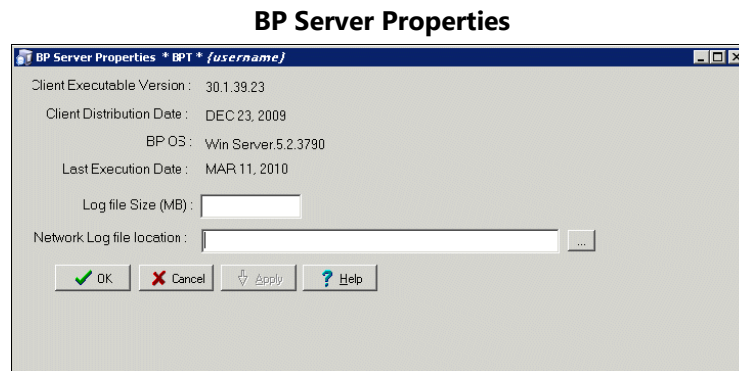 BP Server Properties
BP Server Properties * BPT * {username}
Client Executable Version : 30.1.39.23
Client Distribution Date : DEC 23, 2009
BP OS : Win Server.5.2.3790
Last Execution Date : MAR 11, 2010
Log file Size (MB) :
Network Log file location : ...
OK Cancel Apply Help